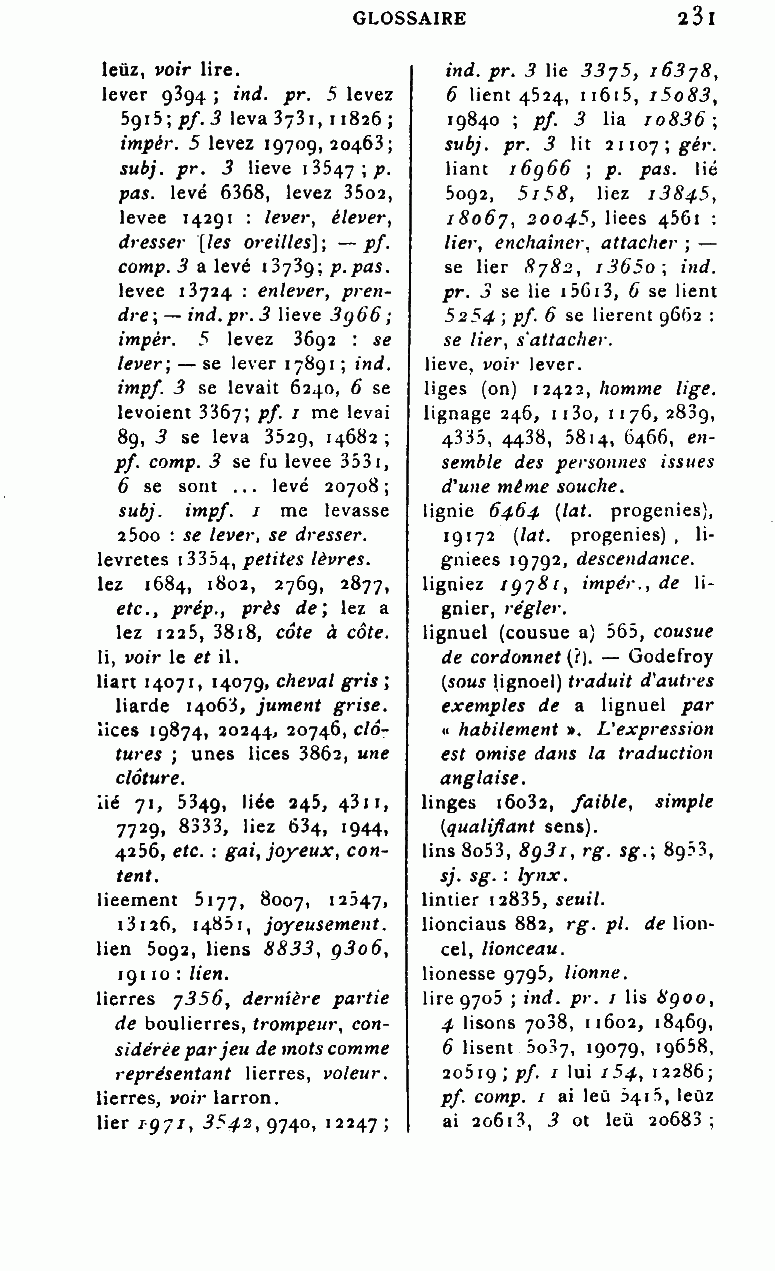 GLOSSAIRE 231
leüz, voir lire.
lever 9394 ; ind. pr. 5 levez
5915; pf. 3 leva 3731, 11826 ;
impér. 5 levez 19709, 20463 ;
subj. pr. 3 lieve 13547 ; p.
pas. levé 6368, levez 3502,
levee 14291 : lever, élever,
dresser [les oreilles]; — pf.
comp. 3 a levé 13739; p. pas.
levee 13724 : enlever, pren-
dre ; — ind. pr. 3 lieve 3966 ;
impér. 5 levez 3692 : se
lever; — se lever 17891 ; ind.
impf. 3 se levait 6240, 6 se
levoient 3367; pf. 1 me levai
89, 3 se leva 3529, 14682 ;
pf. comp. 3 se fu levee 3531,
6 se sont ... levé 20708 ;
subj. impf. 1 me levasse
2500 : se lever, se dresser.
levretes 13354, petites lèvres.
lez 1684, 1802, 2769, 2877,
etc., prép., près de ; lez a
lez 1225, 3818, côte à côte.
li, voir le et il.
liart 14071, 14079, cheval gris ;
liarde 14063, jument grise.
lices 19874, 20244, 20746, clô-
tures ; unes lices 3862, une
clôture.
lié 71, 5349, liée 245, 4311,
7729, 8333, liez 634, 1944,
4256, etc. : gai, joyeux, con-
tent.
lieement 5177, 8007, 12547,
13126, 14851, joyeusement.
lien 5092, liens 8833, 9306,
19110 : lien.
lierres 7356, dernière partie
de boulierres, trompeur, con-
sidérée par jeu de mots comme
représentant lierres, voleur.
lierres, voir larron.
lier 1971, 3542, 9740, 12247 ;
ind. pr. 3 lie 3375, 16378,
6 lient 4524, 11615, 15083,
19840 ; pf. 3 lia 10836 ;
subj. pr. 3 lit 21107 ; gér.
liant 16966 ; p. pas. lié
5092, 5158, liez 13845,
18067, 20045, liees 4561 :
lier, enchaîner, attacher ; —
se lier 8782, 13650 ; ind.
pr. 3 se lie 15613, 6 se lient
5254 ; pf. 6 se lierent 9662 :
se lier, s'attacher.
lieve, voir lever.
liges (on) 12422, homme lige.
lignage 246, 1130, 1176, 2839,
4335, 4438, 5814, 6466, en-
semble des personnes issues
d'une même souche.
lignie 6464 (lat. progenies),
19172 (lat. progenies) , li-
gniees 19792, descendance.
ligniez 19781, impér., de li-
gnier, régler.
lignuel (cousue a) 565, cousue
de cordonnet (?). — Godefroy
(sous lignoel) traduit d'autres
exemples de a lignuel par
« habilement ». L'expression
est omise dans la traduction
anglaise.
linges 16032, faible, simple
(qualifiant sens).
lins 8053, 8931, rg. sg.; 8953,
sj. sg. : lynx.
lintier 12835, seuil.
lionciaus 882, rg. pl. de lion-
cel, lionceau.
lionesse 9795, lionne.
lire 9705 ; ind. pr. 1 lis 8900,
4 lisons 7038, 11602, 18469,
6 lisent 5037, 19079, 19658,
20519 ; pf. 1 lui 154, 12286 ;
pf. comp. 1 ai leü 5415, leüz
ai 20613, 3 ot leü 20683 ;